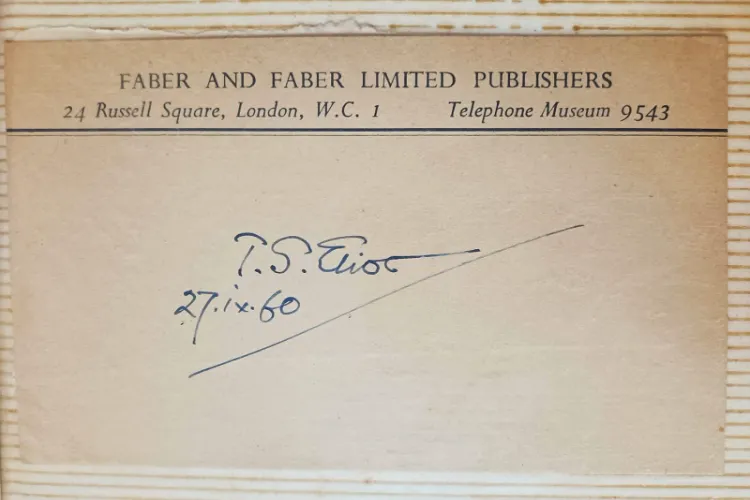 FABER AND FABER LIMITED PUBLISHERS
24 Russell Square, London, W.C. 1 Telephone Museum 9543
T. S. Eliot
27.ix.60